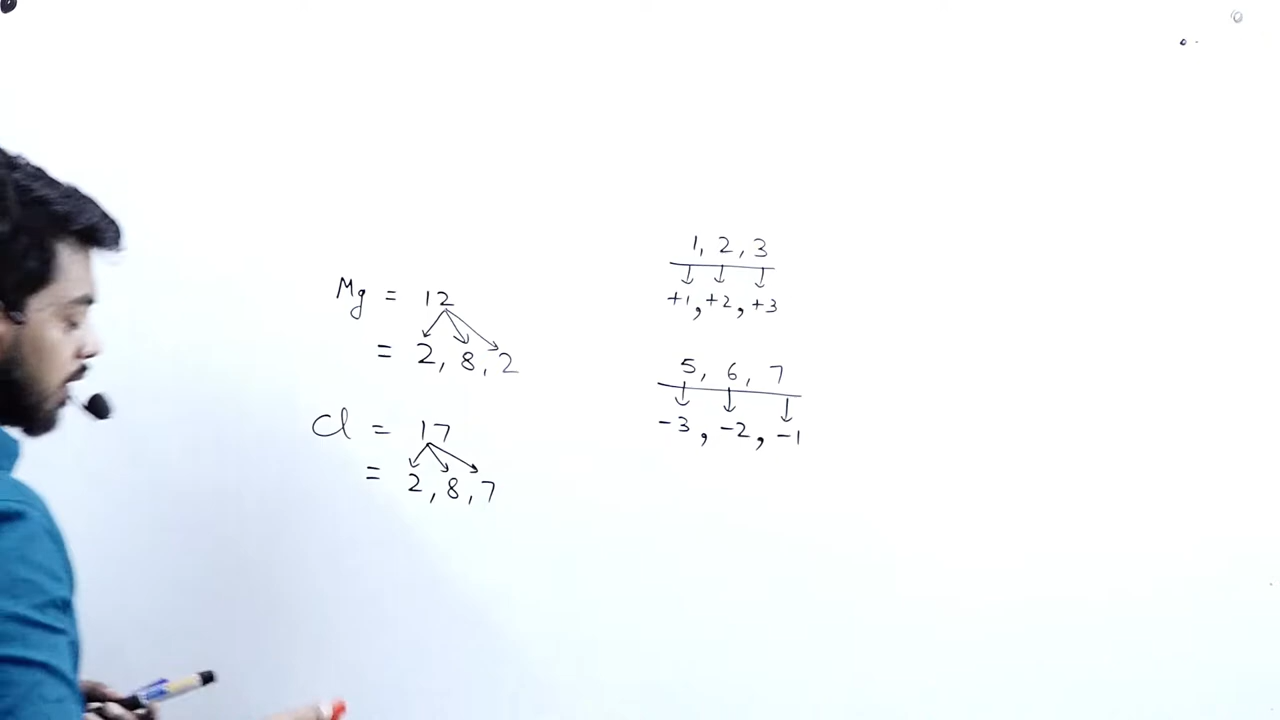 Mg = 12
= 2, 8, 2
Cl = 17
= 2, 8, 7
1, 2, 3
+1, +2, +3
5, 6, 7
-3, -2, -1